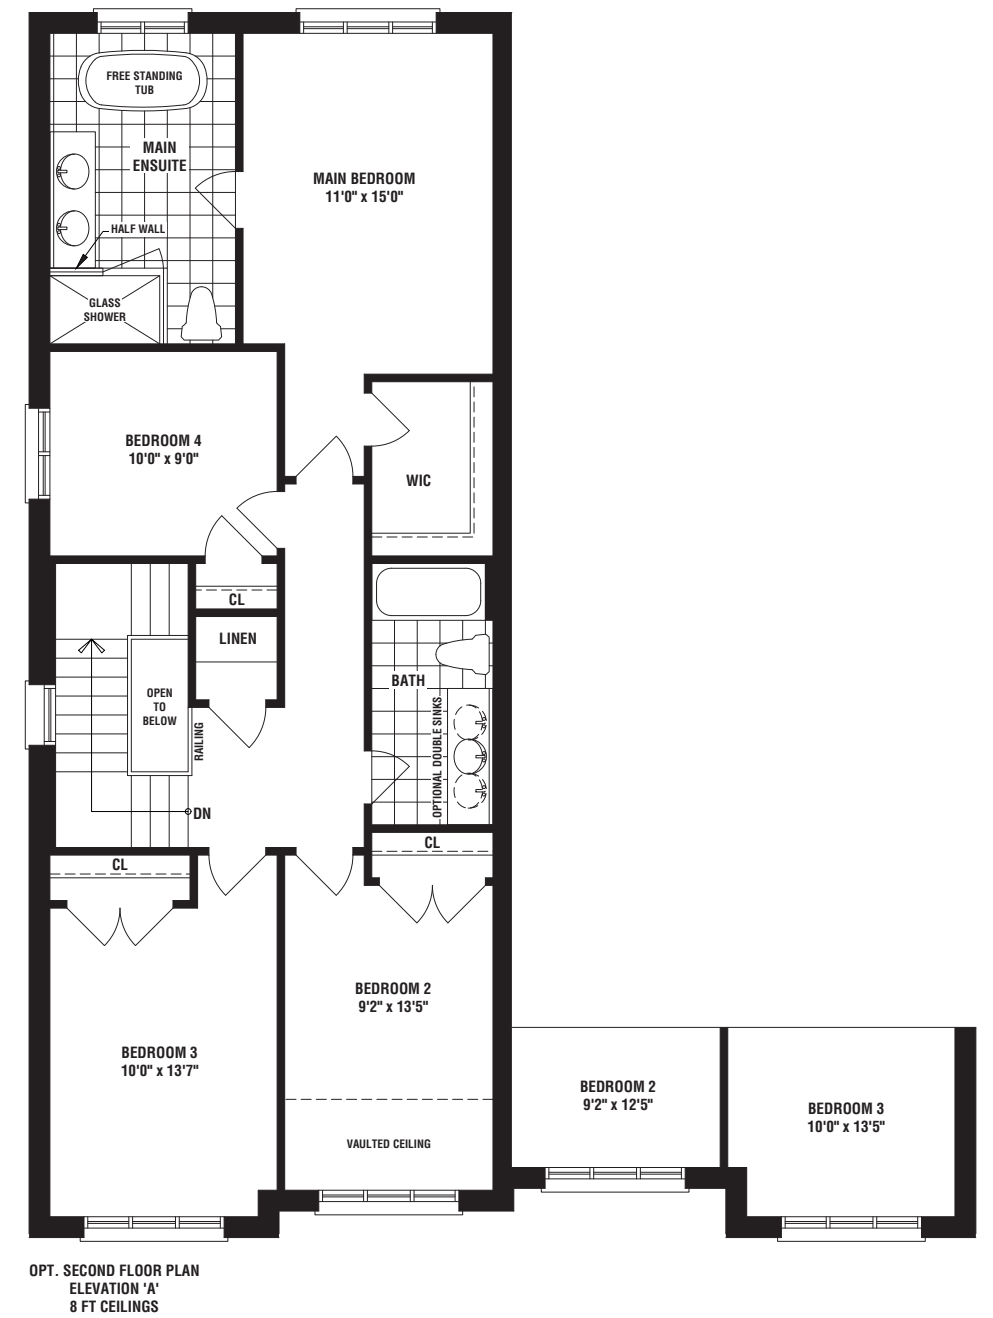 FREE STANDING
TUB
MAIN
ENSUITE
MAIN BEDROOM
11'0" x 15'0"
HALF WALL
GLASS
SHOWER
BEDROOM 4
10'0" x 9'0"
WIC
CL
LINEN
BATH
OPEN
TO
BELOW
RAILING
OPTIONAL DOUBLE SINKS
DN
CL
CL
BEDROOM 2
9'2" x 13'5"
BEDROOM 3
10'0" x 13'7"
BEDROOM 2
9'2" x 12'5"
BEDROOM 3
10'0" x 13'5"
VAULTED CEILING
OPT. SECOND FLOOR PLAN
ELEVATION 'A'
8 FT CEILINGS